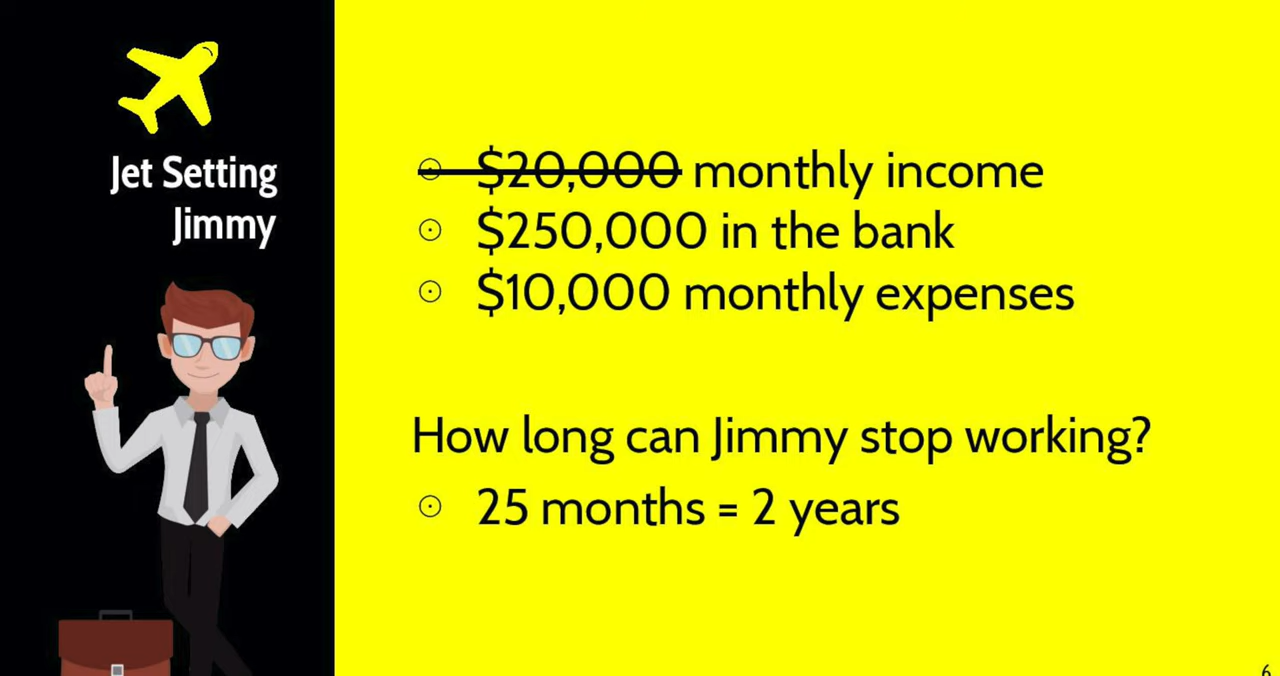 Jet Setting
Jimmy
$20,000 monthly income
$250,000 in the bank
$10,000 monthly expenses
How long can Jimmy stop working?
25 months = 2 years
6